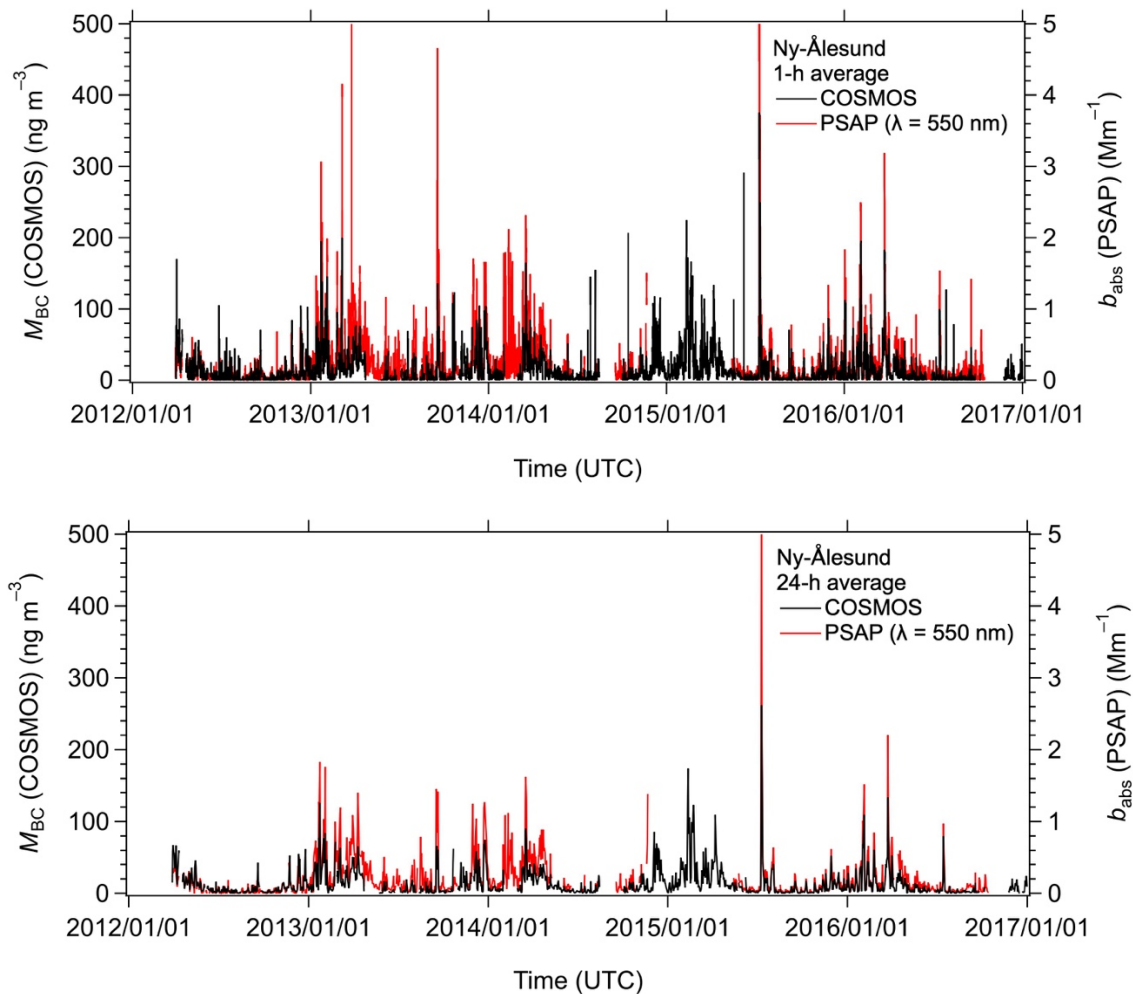 500
400
300
200
100
0
M_BC (COSMOS) (ng m⁻³)
5
4
3
2
1
0
b_abs (PSAP) (Mm⁻¹)
Ny-Ålesund
1-h average
COSMOS
PSAP (λ = 550 nm)
2012/01/01 2013/01/01 2014/01/01 2015/01/01 2016/01/01 2017/01/01
Time (UTC)
500
400
300
200
100
0
M_BC (COSMOS) (ng m⁻³)
5
4
3
2
1
0
b_abs (PSAP) (Mm⁻¹)
Ny-Ålesund
24-h average
COSMOS
PSAP (λ = 550 nm)
2012/01/01 2013/01/01 2014/01/01 2015/01/01 2016/01/01 2017/01/01
Time (UTC)